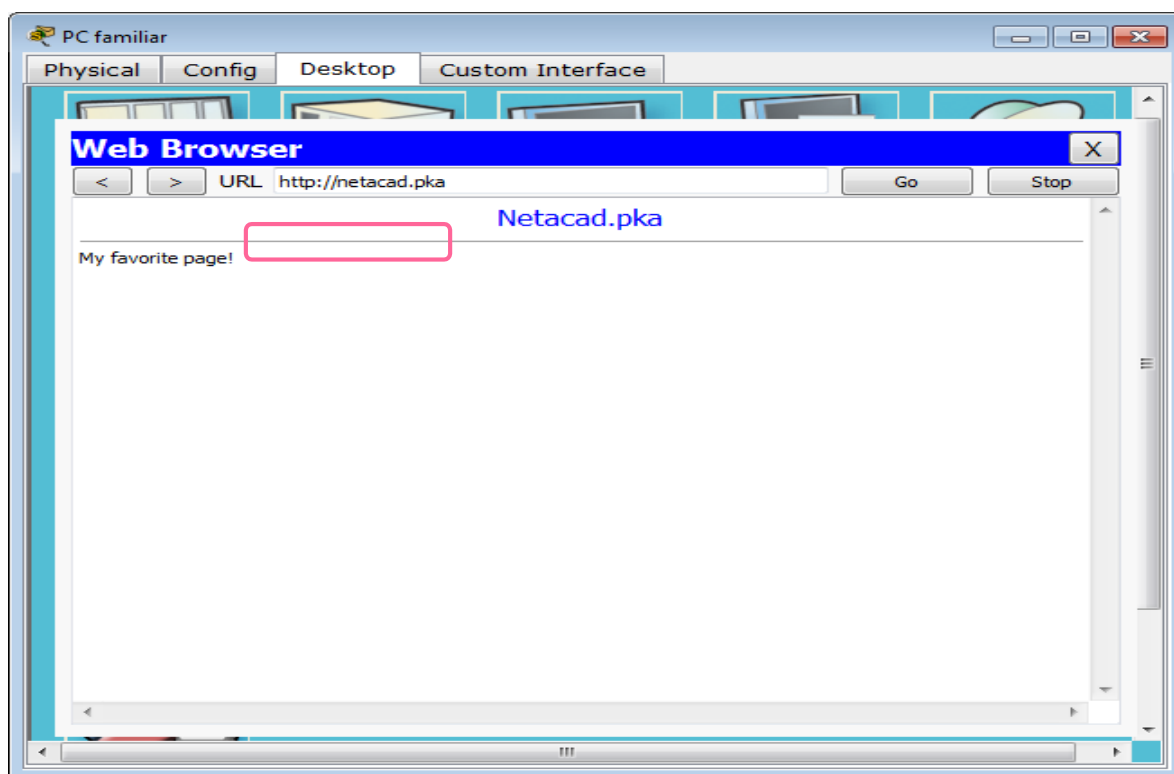 PC familiar
Physical Config Desktop Custom Interface
Web Browser X
< > URL http://netacad.pka Go Stop
Netacad.pka
My favorite page!